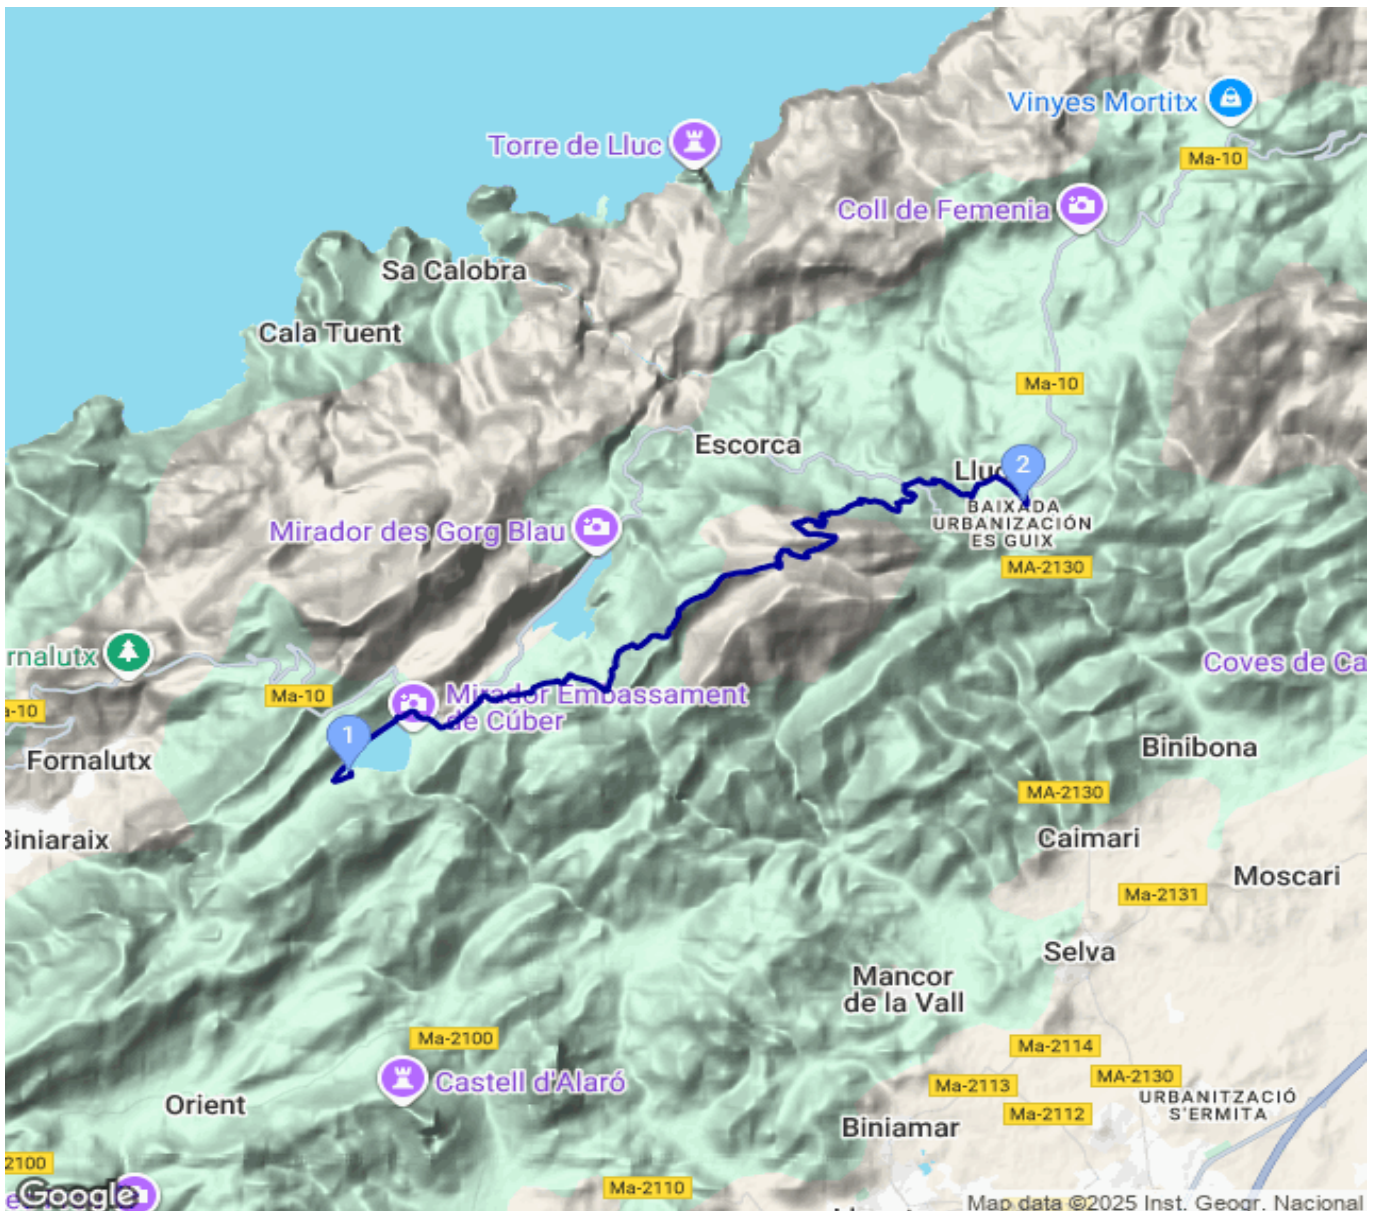 Vinyes Mortitx
Torre de Lluc
Ma-10
Coll de Femenia
Sa Calobra
Cala Tuent
Ma-10
Escorca
Lluc
2
BAIXADA
URBANIZACIÓN
ES GUIX
Mirador des Gorg Blau
MA-2130
rnalutx
Coves de Ca
Ma-10
Mirador Embassament
de Cúber
a-10
1
Fornalutx
Binibona
MA-2130
Biniaraix
Caimari
Moscari
Ma-2131
Selva
Mancor
de la Vall
Ma-2100
Ma-2114
Castell d'Alaró
Ma-2113
MA-2130
Orient
URBANITZACIÓ
S'ERMITA
Ma-2112
Biniamar
2100
Ma-2110
Google
Map data ©2025 Inst. Geogr. Nacional